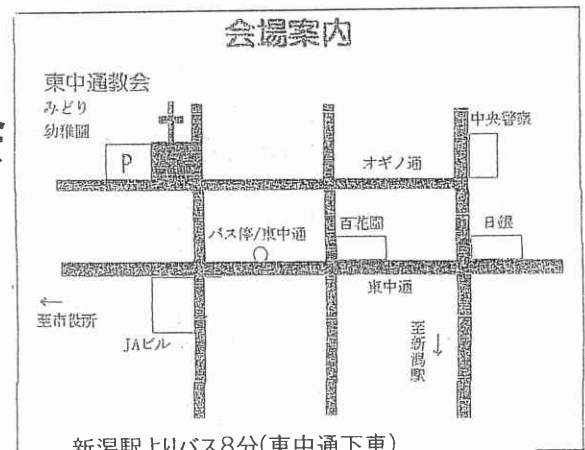 会場案内
東中通教会
みどり
幼稚園
P
中央警察
オギノ通
バス停/東中通
百花園
日銀
東中通
←
至市役所
JAビル
至新潟駅
新潟駅よりバス8分(東中通下車)